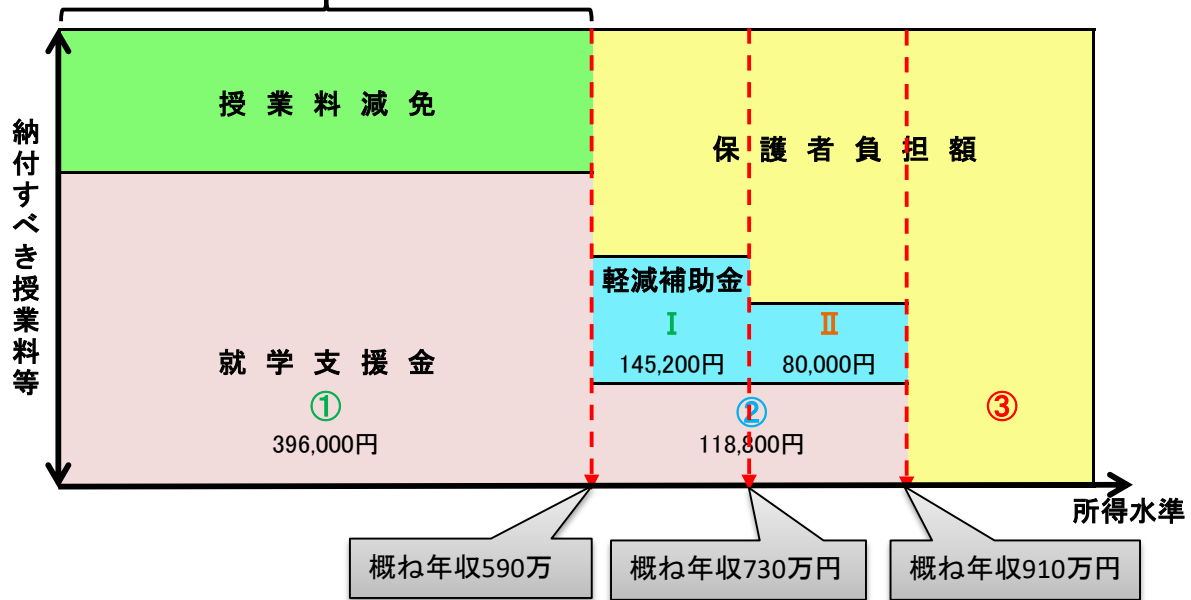 授業料減免
納付すべき授業料等
保護者負担額
軽減補助金
Ⅰ
Ⅱ
145,200円
80,000円
就学支援金
①
②
③
396,000円
118,800円
所得水準
概ね年収590万
概ね年収730万円
概ね年収910万円